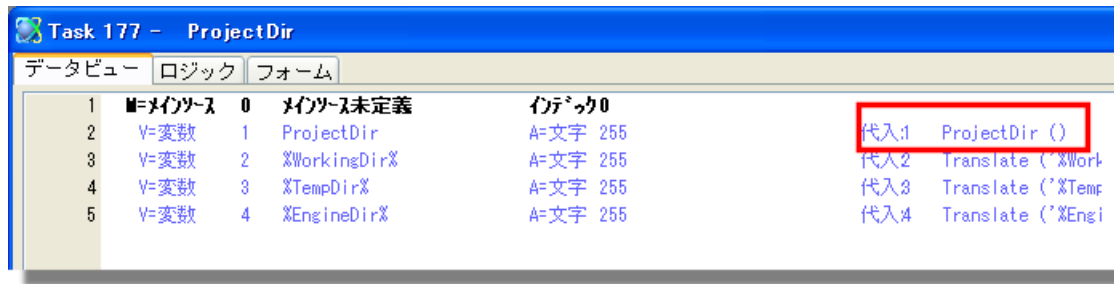 Task 177 - ProjectDir
データビュー ロジック フォーム
1 M=ﾒｲﾝｿｰｽ 0 ﾒｲﾝｿｰｽ未定義 ｲﾝﾃﾞｯｸ0
2 V=変数 1 ProjectDir A=文字 255 代入:1 ProjectDir ()
3 V=変数 2 %WorkingDir% A=文字 255 代入2 Translate ('%Work
4 V=変数 3 %TempDir% A=文字 255 代入:3 Translate ('%Temp
5 V=変数 4 %EngineDir% A=文字 255 代入:4 Translate ('%Engi